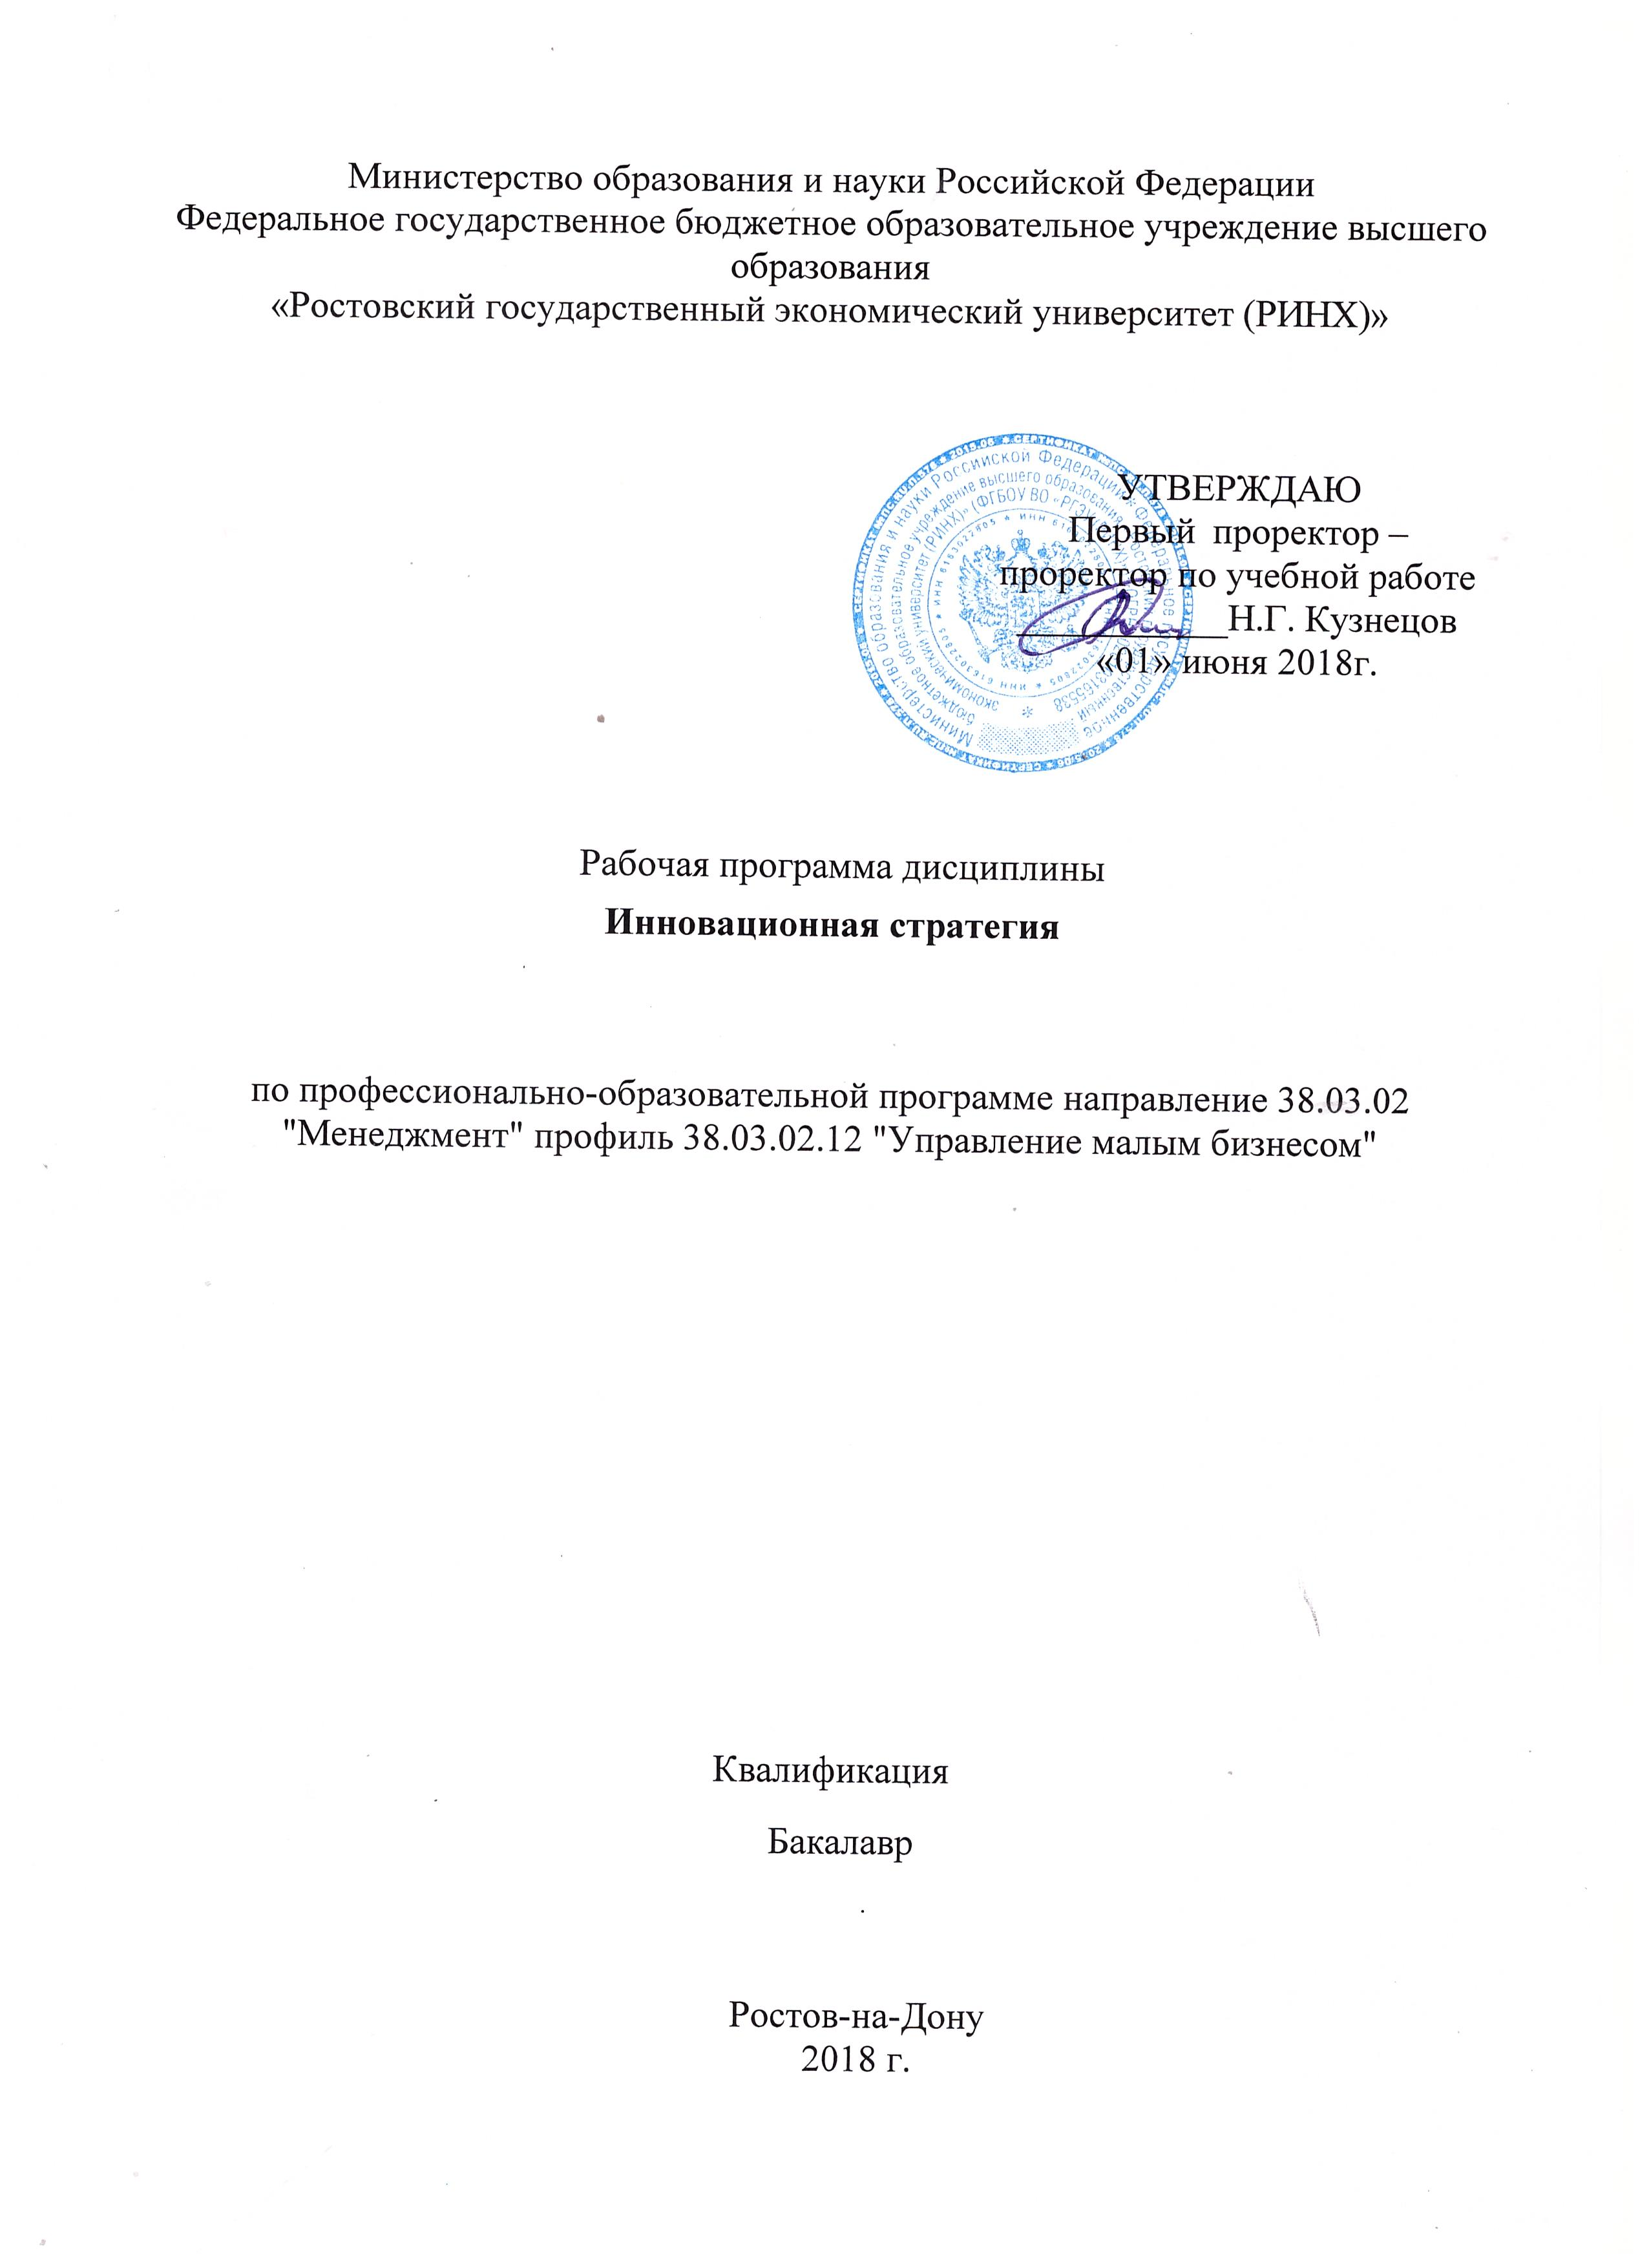 Министерство образования и науки Российской Федерации
Федеральное государственное бюджетное образовательное учреждение высшего
образования
«Ростовский государственный экономический университет (РИНХ)»
УТВЕРЖДАЮ
Первый проректор –
проректор по учебной работе
Н.Г. Кузнецов
«01» июня 2018г.
Рабочая программа дисциплины
Инновационная стратегия
по профессионально-образовательной программе направление 38.03.02
"Менеджмент" профиль 38.03.02.12 "Управление малым бизнесом"
Квалификация
Бакалавр
Ростов-на-Дону
2018 г.